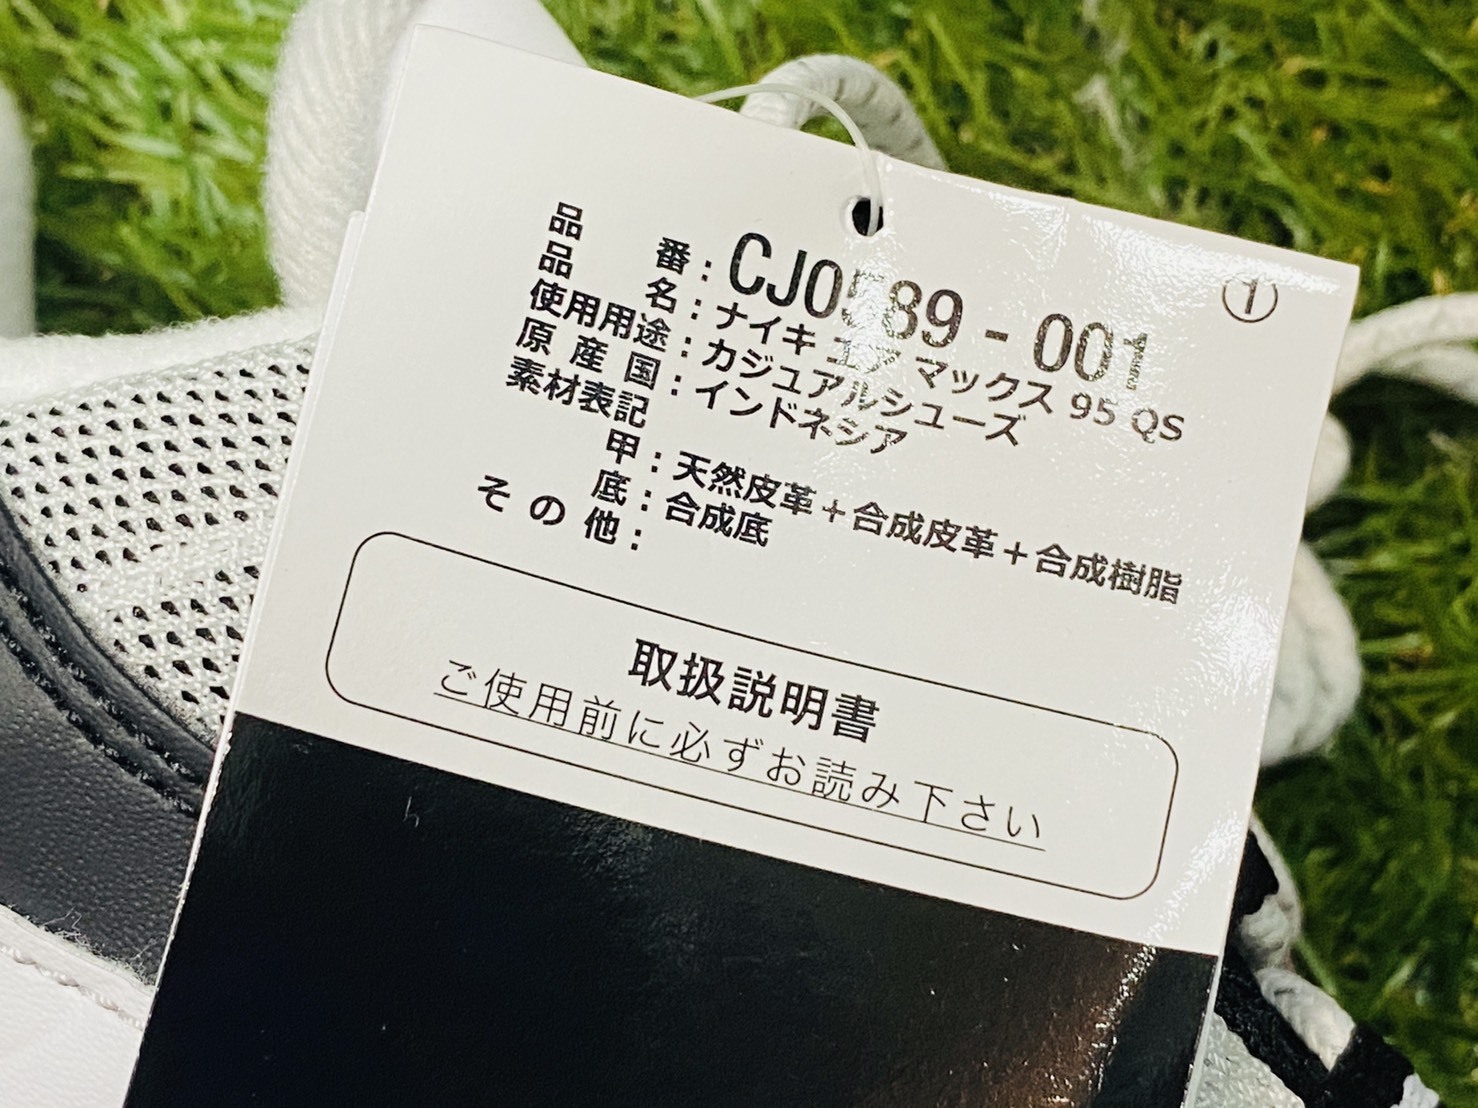 ①
品番：CJ0589 - 001
品名：ナイキ エア マックス 95 QS
使用用途：カジュアルシューズ
原産国：インドネシア
素材表記
甲：天然皮革＋合成皮革＋合成樹脂
底：合成底
その他：
取扱説明書
ご使用前に必ずお読み下さい